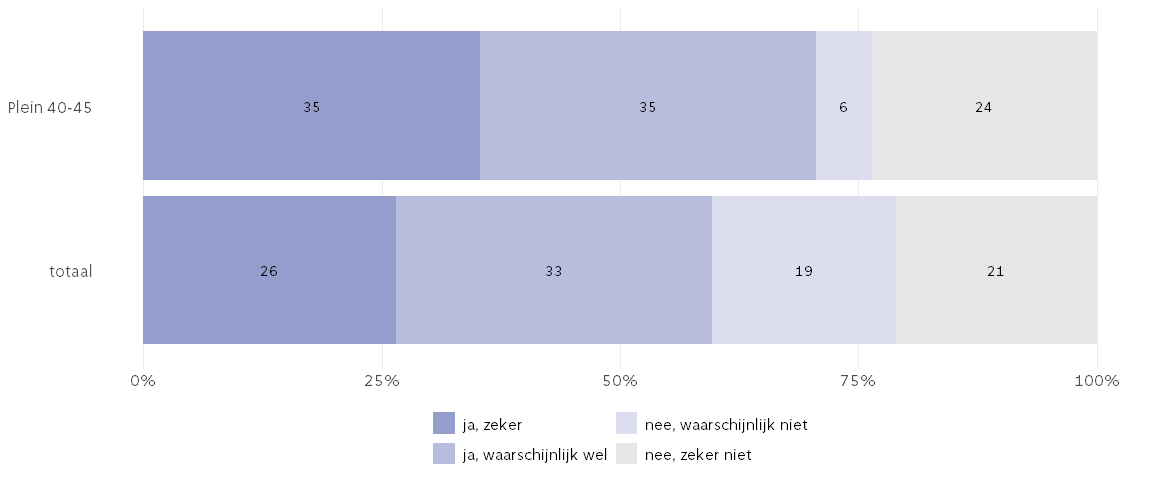 Plein 40-45
35 35 6 24
totaal
26 33 19 21
0% 25% 50% 75% 100%
ja, zeker
ja, waarschijnlijk wel
nee, waarschijnlijk niet
nee, zeker niet